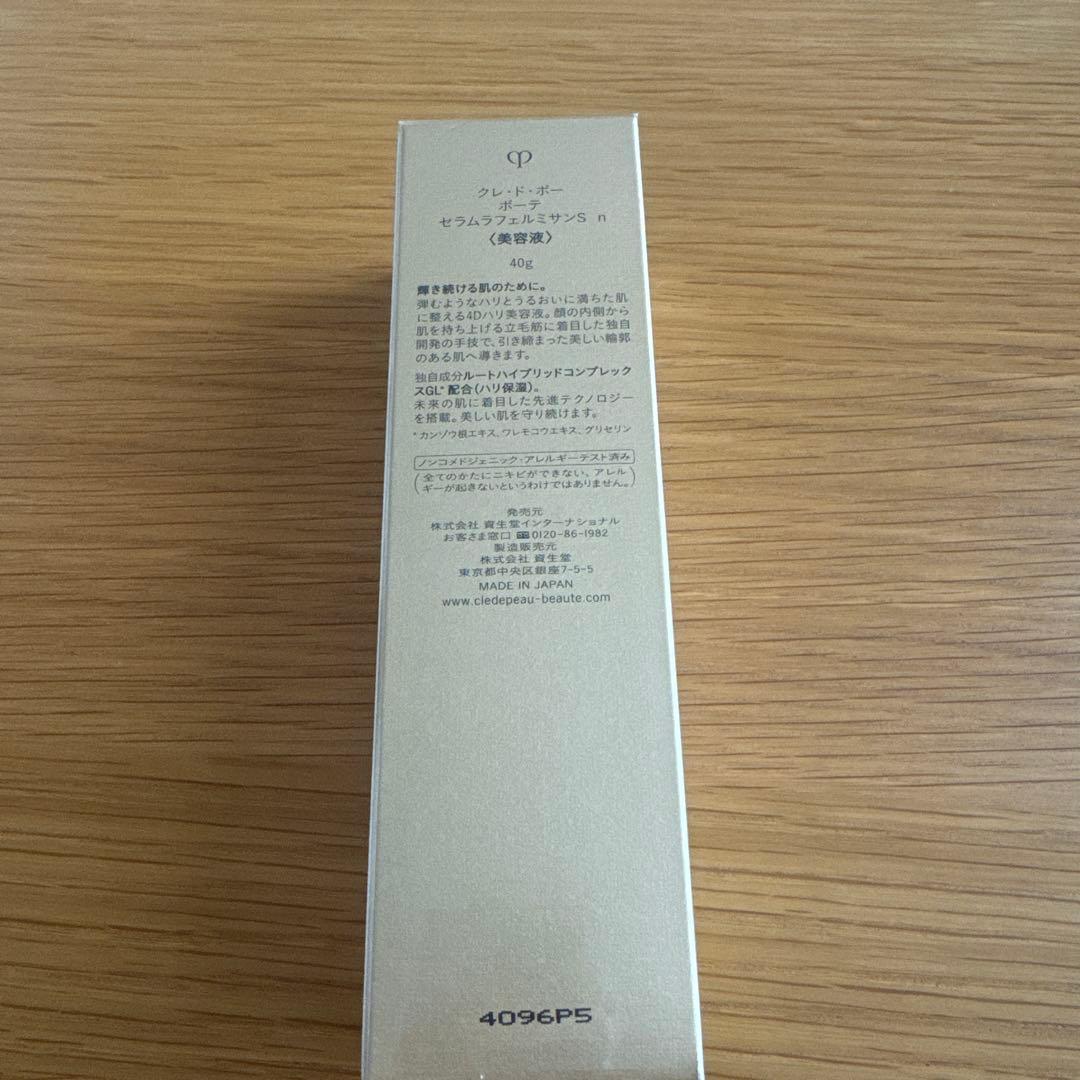 クレ・ド・ポー
ボーテ
セラムラフェルミサンS n
〈美容液〉
40g
輝き続ける肌のために。
弾むようなハリとうるおいに満ちた肌
に整える4Dハリ美容液。顔の内側から
肌を持ち上げる立毛筋に着目した独自
開発の手技で、引き締まった美しい輪郭
のある肌へ導きます。
独自成分ルートハイブリッドコンプレック
スGL*配合(ハリ保湿)。
未来の肌に着目した先進テクノロジー
を搭載。美しい肌を守り続けます。
*カンゾウ根エキス、ワレモコウエキス、グリセリン
ノンコメドジェニック・アレルギーテスト済み
(全てのかたにニキビができない、アレル
ギーが起きないというわけではありません。)
発売元
株式会社 資生堂インターナショナル
お客さま窓口 0120-86-1982
製造販売元
株式会社 資生堂
東京都中央区銀座7-5-5
MADE IN JAPAN
www.cledepeau-beaute.com
4096P5